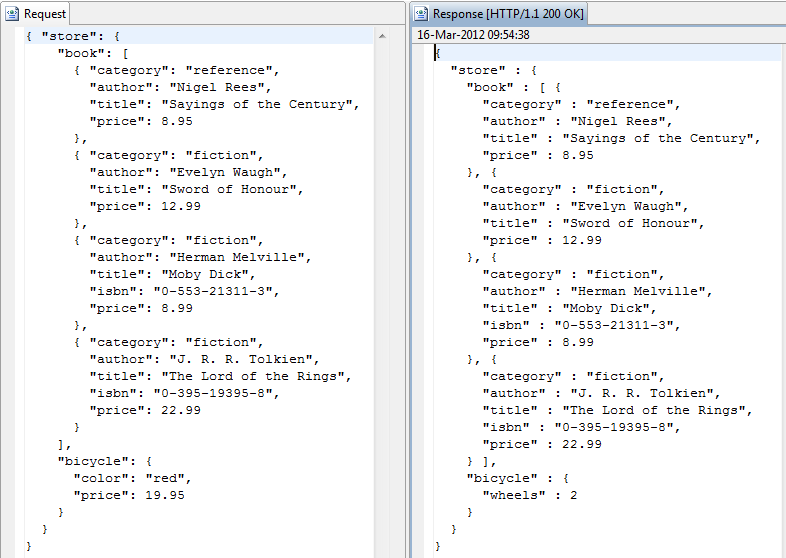 Request
{ "store": {
    "book": [
      { "category": "reference",
        "author": "Nigel Rees",
        "title": "Sayings of the Century",
        "price": 8.95
      },
      { "category": "fiction",
        "author": "Evelyn Waugh",
        "title": "Sword of Honour",
        "price": 12.99
      },
      { "category": "fiction",
        "author": "Herman Melville",
        "title": "Moby Dick",
        "isbn": "0-553-21311-3",
        "price": 8.99
      },
      { "category": "fiction",
        "author": "J. R. R. Tolkien",
        "title": "The Lord of the Rings",
        "isbn": "0-395-19395-8",
        "price": 22.99
      }
    ],
    "bicycle": {
      "color": "red",
      "price": 19.95
    }
  }
}
Response [HTTP/1.1 200 OK]
16-Mar-2012 09:54:38
{
  "store" : {
    "book" : [ {
      "category" : "reference",
      "author" : "Nigel Rees",
      "title" : "Sayings of the Century",
      "price" : 8.95
    }, {
      "category" : "fiction",
      "author" : "Evelyn Waugh",
      "title" : "Sword of Honour",
      "price" : 12.99
    }, {
      "category" : "fiction",
      "author" : "Herman Melville",
      "title" : "Moby Dick",
      "isbn" : "0-553-21311-3",
      "price" : 8.99
    }, {
      "category" : "fiction",
      "author" : "J. R. R. Tolkien",
      "title" : "The Lord of the Rings",
      "isbn" : "0-395-19395-8",
      "price" : 22.99
    } ],
    "bicycle" : {
      "wheels" : 2
    }
  }
}